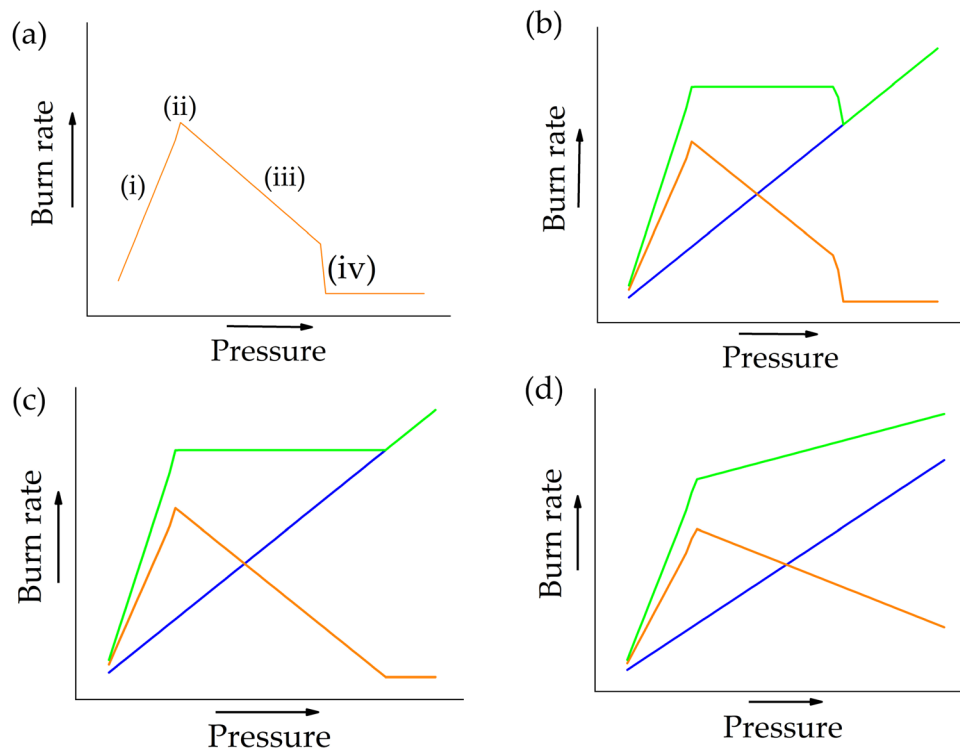 (a)
Burn rate
(i)
(ii)
(iii)
(iv)
Pressure
(b)
Burn rate
Pressure
(c)
Burn rate
Pressure
(d)
Burn rate
Pressure